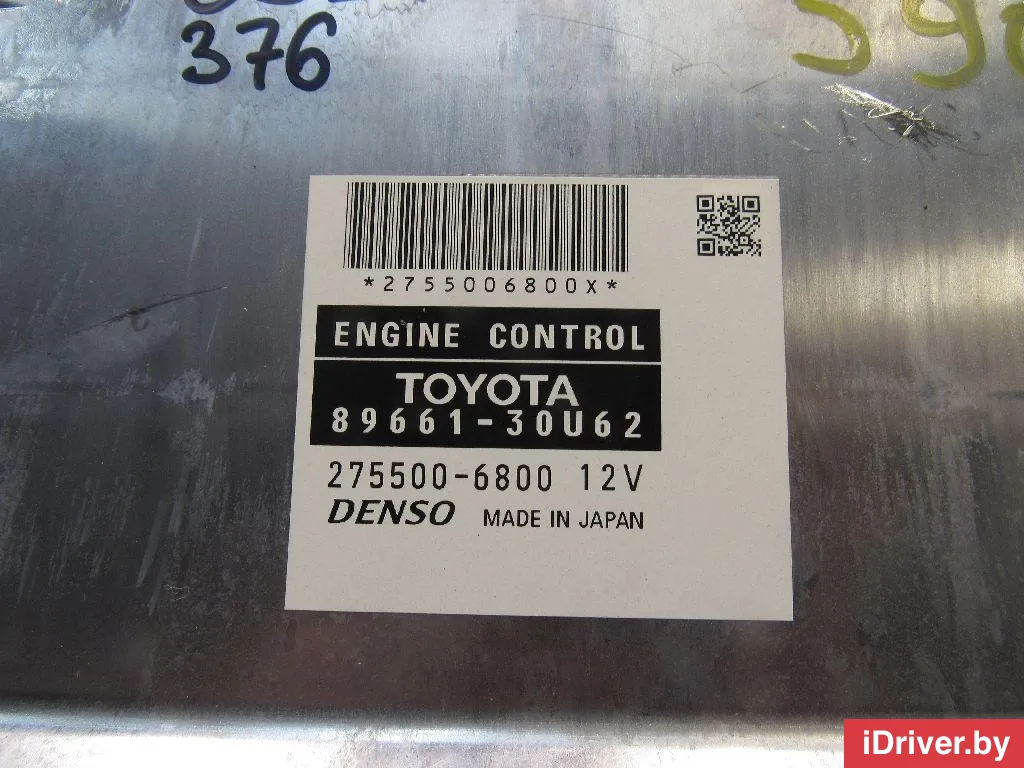 376
*2755006800X*
ENGINE CONTROL
TOYOTA
89661-30U62
275500-6800 12V
DENSO MADE IN JAPAN
iDriver.by